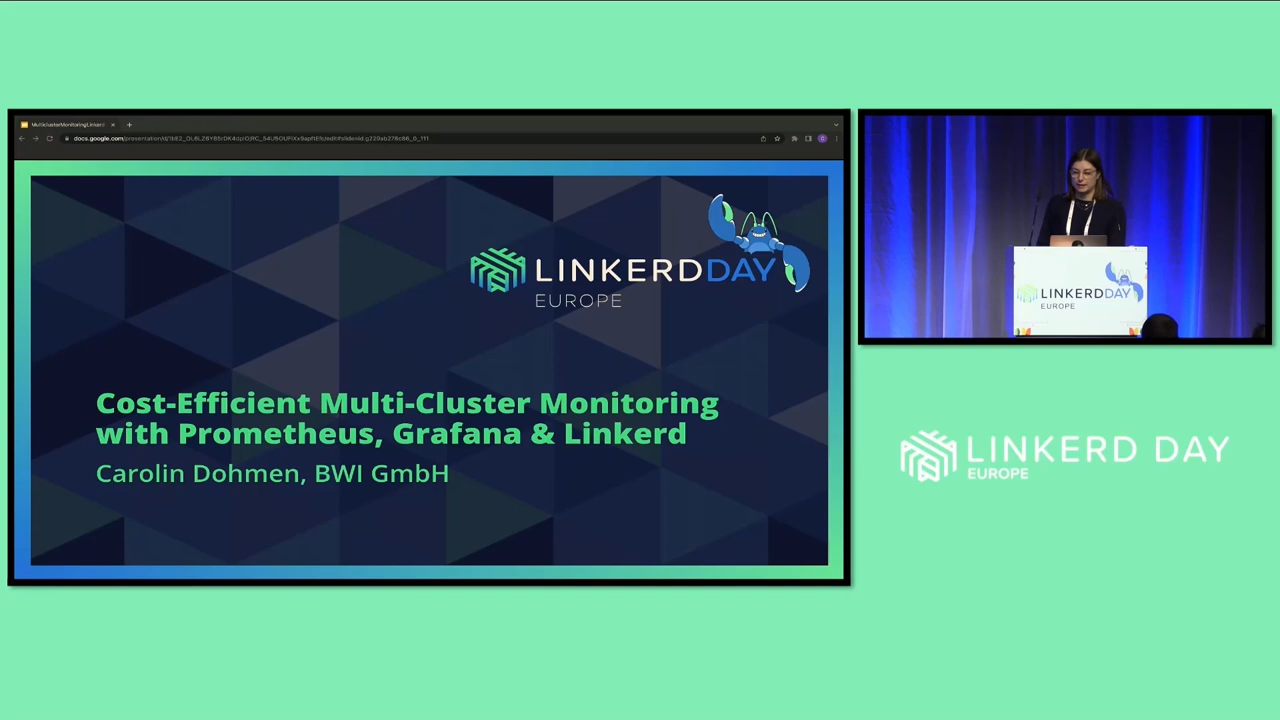 MulticlusterMonitoringLinkerd
LINKERD DAY
EUROPE
Cost-Efficient Multi-Cluster Monitoring
with Prometheus, Grafana & Linkerd
Carolin Dohmen, BWI GmbH
LINKERD DAY
EUROPE
LINKERD DAY
EUROPE